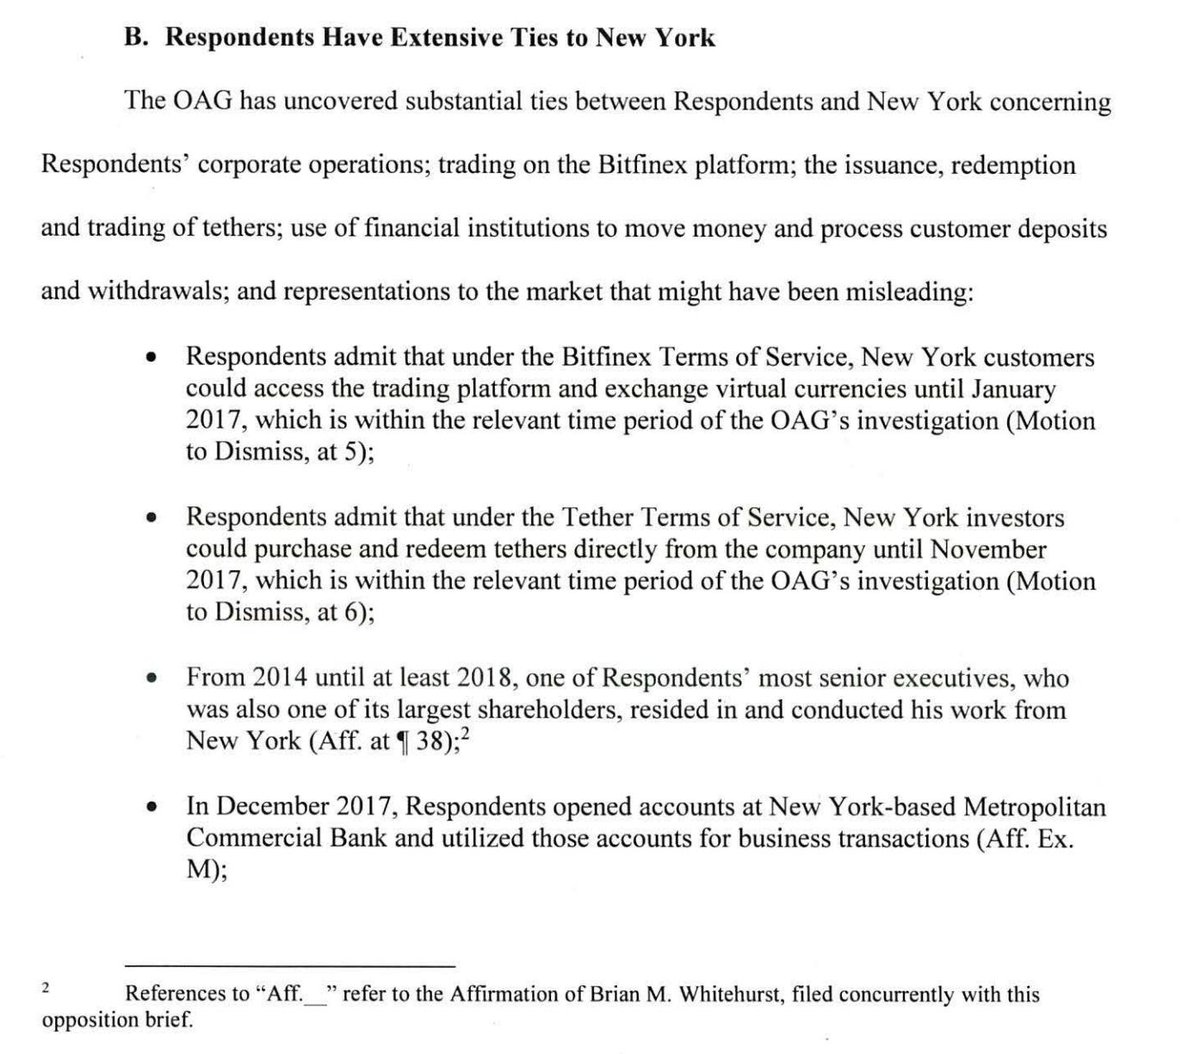 B. Respondents Have Extensive Ties to New York
The OAG has uncovered substantial ties between Respondents and New York concerning
Respondents’ corporate operations; trading on the Bitfinex platform; the issuance, redemption
and trading of tethers; use of financial institutions to move money and process customer deposits
and withdrawals; and representations to the market that might have been misleading:
• Respondents admit that under the Bitfinex Terms of Service, New York customers
could access the trading platform and exchange virtual currencies until January
2017, which is within the relevant time period of the OAG’s investigation (Motion
to Dismiss, at 5);
• Respondents admit that under the Tether Terms of Service, New York investors
could purchase and redeem tethers directly from the company until November
2017, which is within the relevant time period of the OAG’s investigation (Motion
to Dismiss, at 6);
• From 2014 until at least 2018, one of Respondents’ most senior executives, who
was also one of its largest shareholders, resided in and conducted his work from
New York (Aff. at ¶ 38);2
• In December 2017, Respondents opened accounts at New York-based Metropolitan
Commercial Bank and utilized those accounts for business transactions (Aff. Ex.
M);
2 References to “Aff.__” refer to the Affirmation of Brian M. Whitehurst, filed concurrently with this
opposition brief.